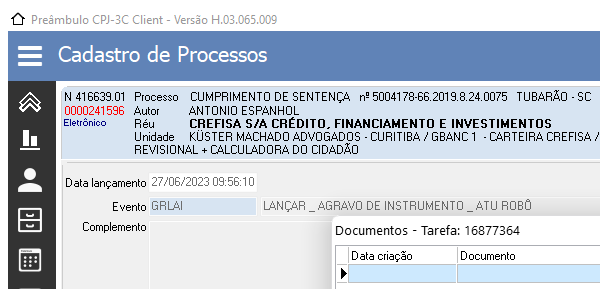 Preâmbulo CPJ-3C Client - Versão H.03.065.009
Cadastro de Processos
N 416639.01 Processo CUMPRIMENTO DE SENTENÇA nº 5004178-66.2019.8.24.0075 TUBARÃO - SC
0000241596 Autor ANTONIO ESPANHOL
Eletrônico Réu CREFISA S/A CRÉDITO, FINANCIAMENTO E INVESTIMENTOS
Unidade KÜSTER MACHADO ADVOGADOS - CURITIBA / GBANC 1 - CARTEIRA CREFISA /
REVISIONAL + CALCULADORA DO CIDADÃO
Data lançamento 27/06/2023 09:56:10
Evento GRLAI LANÇAR _ AGRAVO DE INSTRUMENTO _ ATU ROBÔ
Complemento
Documentos - Tarefa: 16877364
Data criação Documento